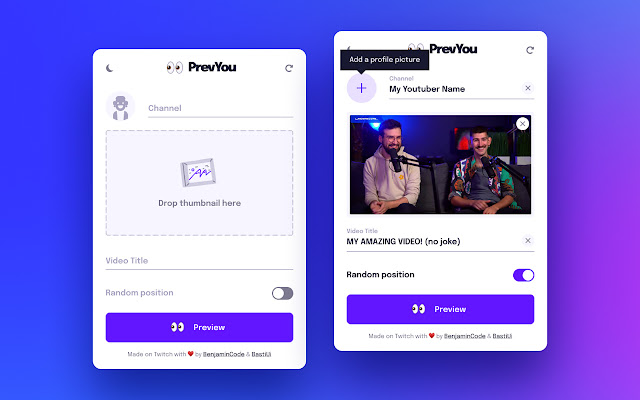 PrevYou
Channel
Drop thumbnail here
Video Title
Random position
Preview
Made on Twitch with ❤️ by BenjaminCode & BastiUi
PrevYou
Add a profile picture
Channel
My Youtuber Name
Video Title
MY AMAZING VIDEO! (no joke)
Random position
Preview
Made on Twitch with ❤️ by BenjaminCode & BastiUi